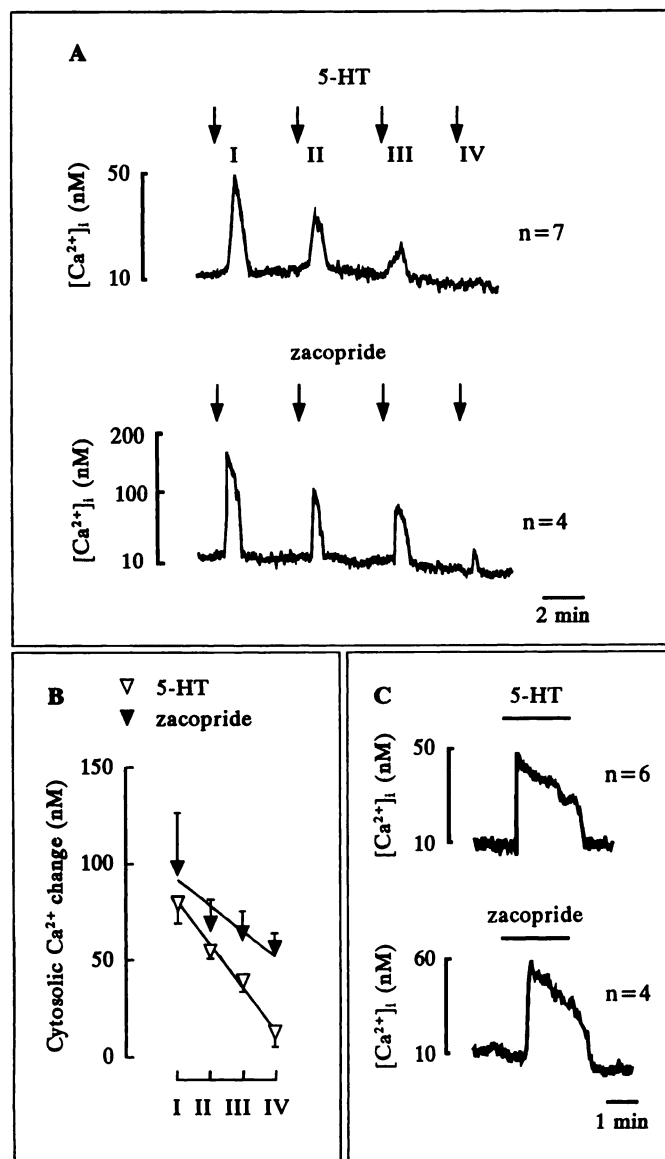 A
5-HT
I II III IV
50
[Ca²⁺]ᵢ (nM)
10
n=7
zacopride
200
100
[Ca²⁺]ᵢ (nM)
10
n=4
2 min
B
▽ 5-HT
▼ zacopride
150
100
50
0
Cytosolic Ca²⁺ change (nM)
I II III IV
C
5-HT
50
[Ca²⁺]ᵢ (nM)
10
n=6
zacopride
60
[Ca²⁺]ᵢ (nM)
10
n=4
1 min